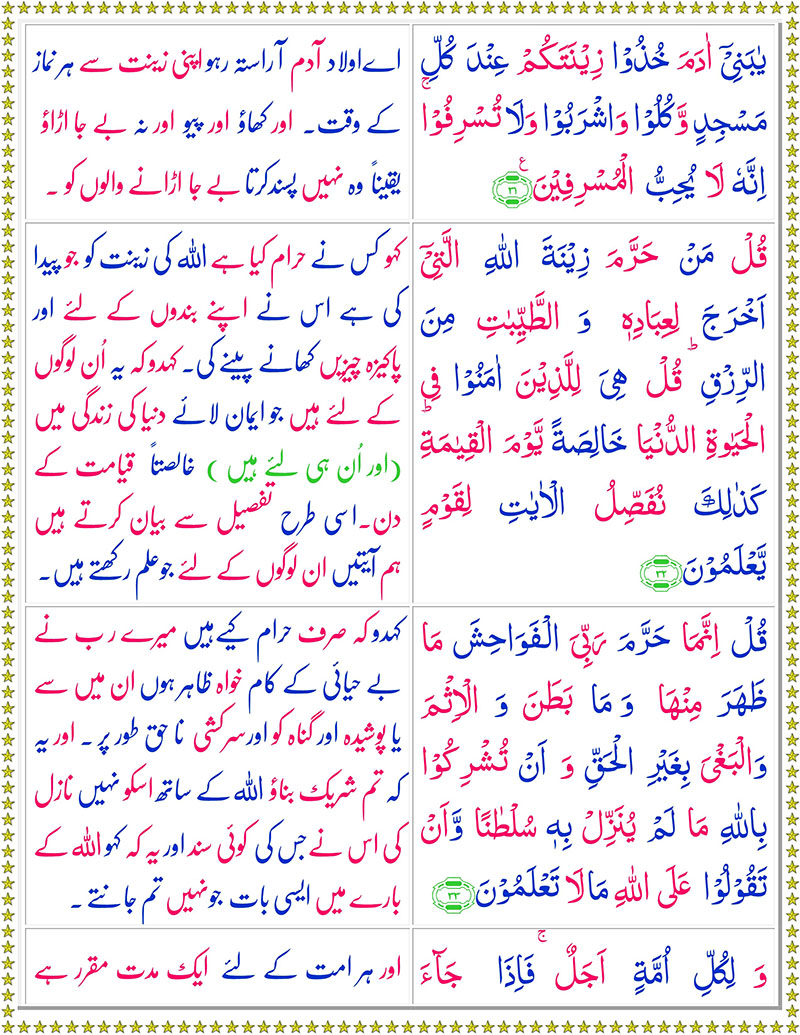 يٰبَنِىۡۤ اٰدَمَ خُذُوۡا زِيۡنَتَكُمۡ عِنۡدَ كُلِّ
مَسۡجِدٍ وَّكُلُوۡا وَاشۡرَبُوۡا وَلَا تُسۡرِفُوۡا‌ ۚ
اِنَّهٗ لَا يُحِبُّ الۡمُسۡرِفِيۡنَ ع ﴿۳۱﴾
اے اولاد آدم آراستہ رہو اپنی زینت سے ہر نماز
کے وقت۔ اور کھاؤ اور پیو اور نہ بے جا اڑاؤ
یقیناً وہ نہیں پسند کرتا بے جا اڑانے والوں کو ۔
قُلۡ مَنۡ حَرَّمَ زِيۡنَةَ اللّٰهِ الَّتِىۡۤ
اَخۡرَجَ لِعِبَادِهٖ وَ الطَّيِّبٰتِ مِنَ
الرِّزۡقِ‌ؕ قُلۡ هِىَ لِلَّذِيۡنَ اٰمَنُوۡا فِى
الۡحَيٰوةِ الدُّنۡيَا خَالِصَةً يَّوۡمَ الۡقِيٰمَةِ‌ؕ
كَذٰلِكَ نُفَصِّلُ الۡاٰيٰتِ لِقَوۡمٍ
يَّعۡلَمُوۡنَ ﴿۳۲﴾
کہو کس نے حرام کیا ہے اللہ کی زینت کو جو پیدا
کی ہے اس نے اپنے بندوں کے لئے اور
پاکیزہ چیزیں کھانے پینے کی۔ کہدو کہ یہ اُن لوگوں
کے لئے ہیں جو ایمان لائے دنیا کی زندگی میں
(اور اُن ہی لئے ہیں ) خالصتاً قیامت کے
دن۔ اسی طرح تفصیل سے بیان کرتے ہیں
ہم آیتیں ان لوگوں کے لئے جو علم رکھتے ہیں۔
قُلۡ اِنَّمَا حَرَّمَ رَبِّىَ الۡفَوَاحِشَ مَا
ظَهَرَ مِنۡهَا وَ مَا بَطَنَ وَ الۡاِثۡمَ
وَالۡبَغۡىَ بِغَيۡرِ الۡحَقِّ وَ اَنۡ تُشۡرِكُوۡا
بِاللّٰهِ مَا لَمۡ يُنَزِّلۡ بِهٖ سُلۡطٰنًا وَّاَنۡ
تَقُوۡلُوۡا عَلَى اللّٰهِ مَا لَا تَعۡلَمُوۡنَ ﴿۳۳﴾
کہدو کہ صرف حرام کیے ہیں میرے رب نے
بے حیائی کے کام خواہ ظاہر ہوں ان میں سے
یا پوشیدہ اور گناہ کو اور سرکشی نا حق طور پر ۔ اور یہ
کہ تم شریک بناؤ اللہ کے ساتھ اسکو نہیں نازل
کی اس نے جس کی کوئی سند اور یہ کہ کہو اللہ کے
بارے میں ایسی بات جو نہیں تم جانتے ۔
وَ لِكُلِّ اُمَّةٍ اَجَلٌ‌ ۚ فَاِذَا جَآءَ
اور ہر امت کے لئے ایک مدت مقرر ہے